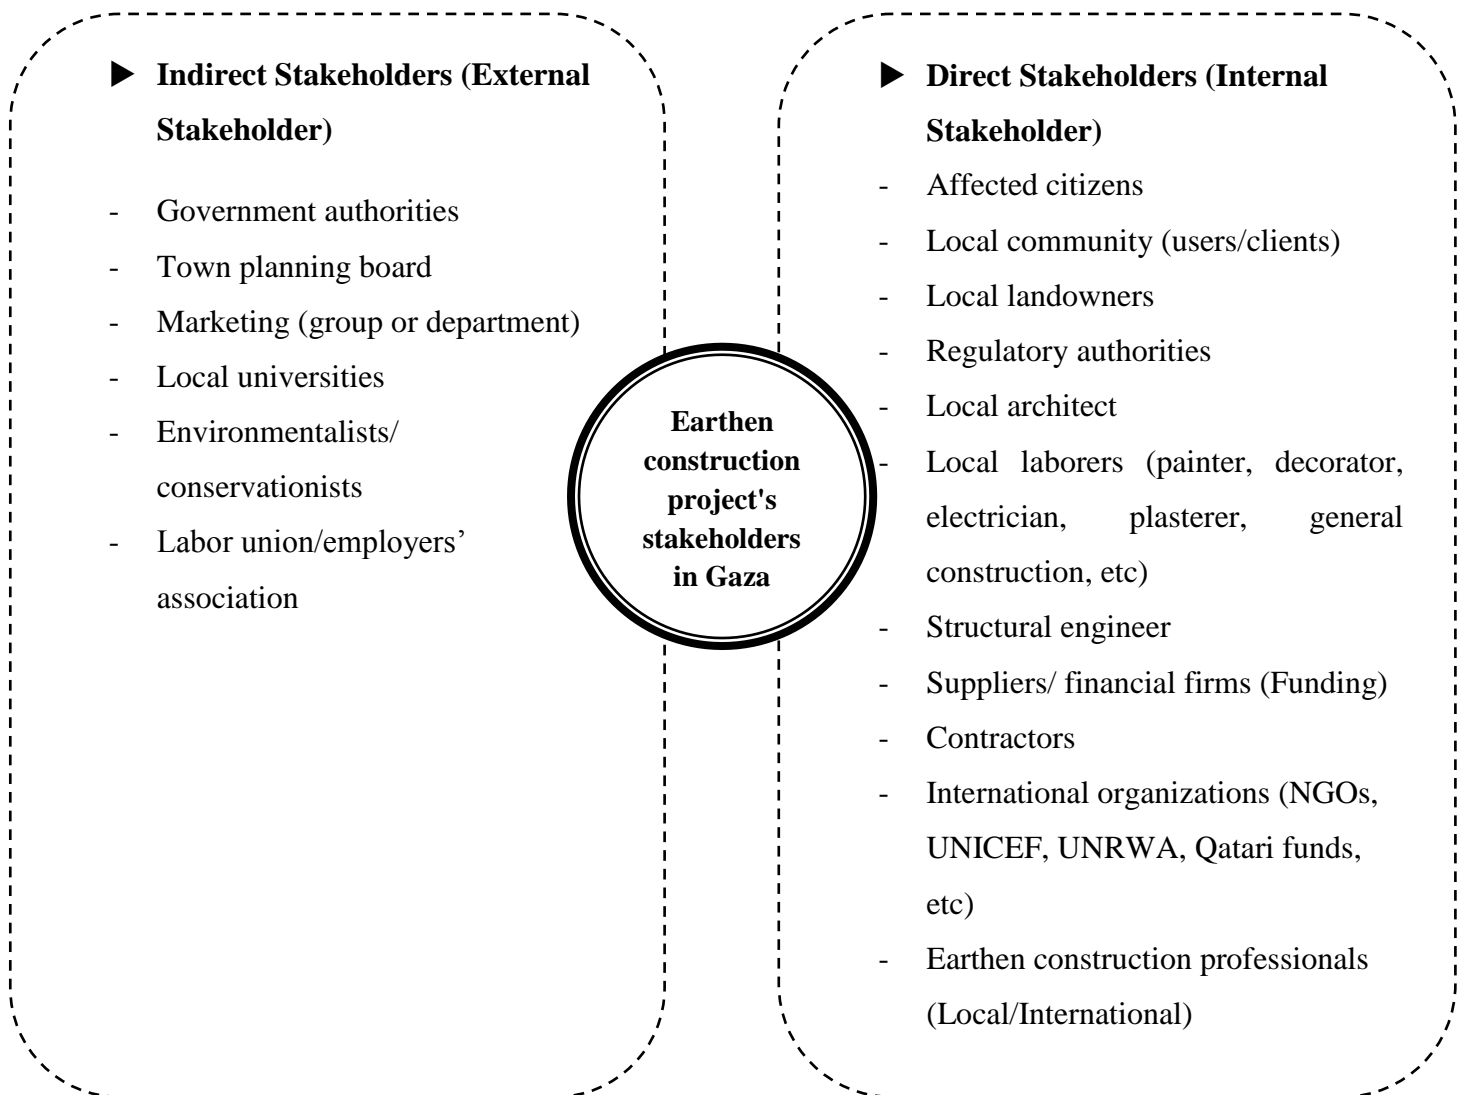 ▶ Indirect Stakeholders (External
Stakeholder)
- Government authorities
- Town planning board
- Marketing (group or department)
- Local universities
- Environmentalists/
conservationists
- Labor union/employers’
association
Earthen
construction
project's
stakeholders
in Gaza
▶ Direct Stakeholders (Internal
Stakeholder)
- Affected citizens
- Local community (users/clients)
- Local landowners
- Regulatory authorities
- Local architect
- Local laborers (painter, decorator,
electrician, plasterer, general
construction, etc)
- Structural engineer
- Suppliers/ financial firms (Funding)
- Contractors
- International organizations (NGOs,
UNICEF, UNRWA, Qatari funds,
etc)
- Earthen construction professionals
(Local/International)